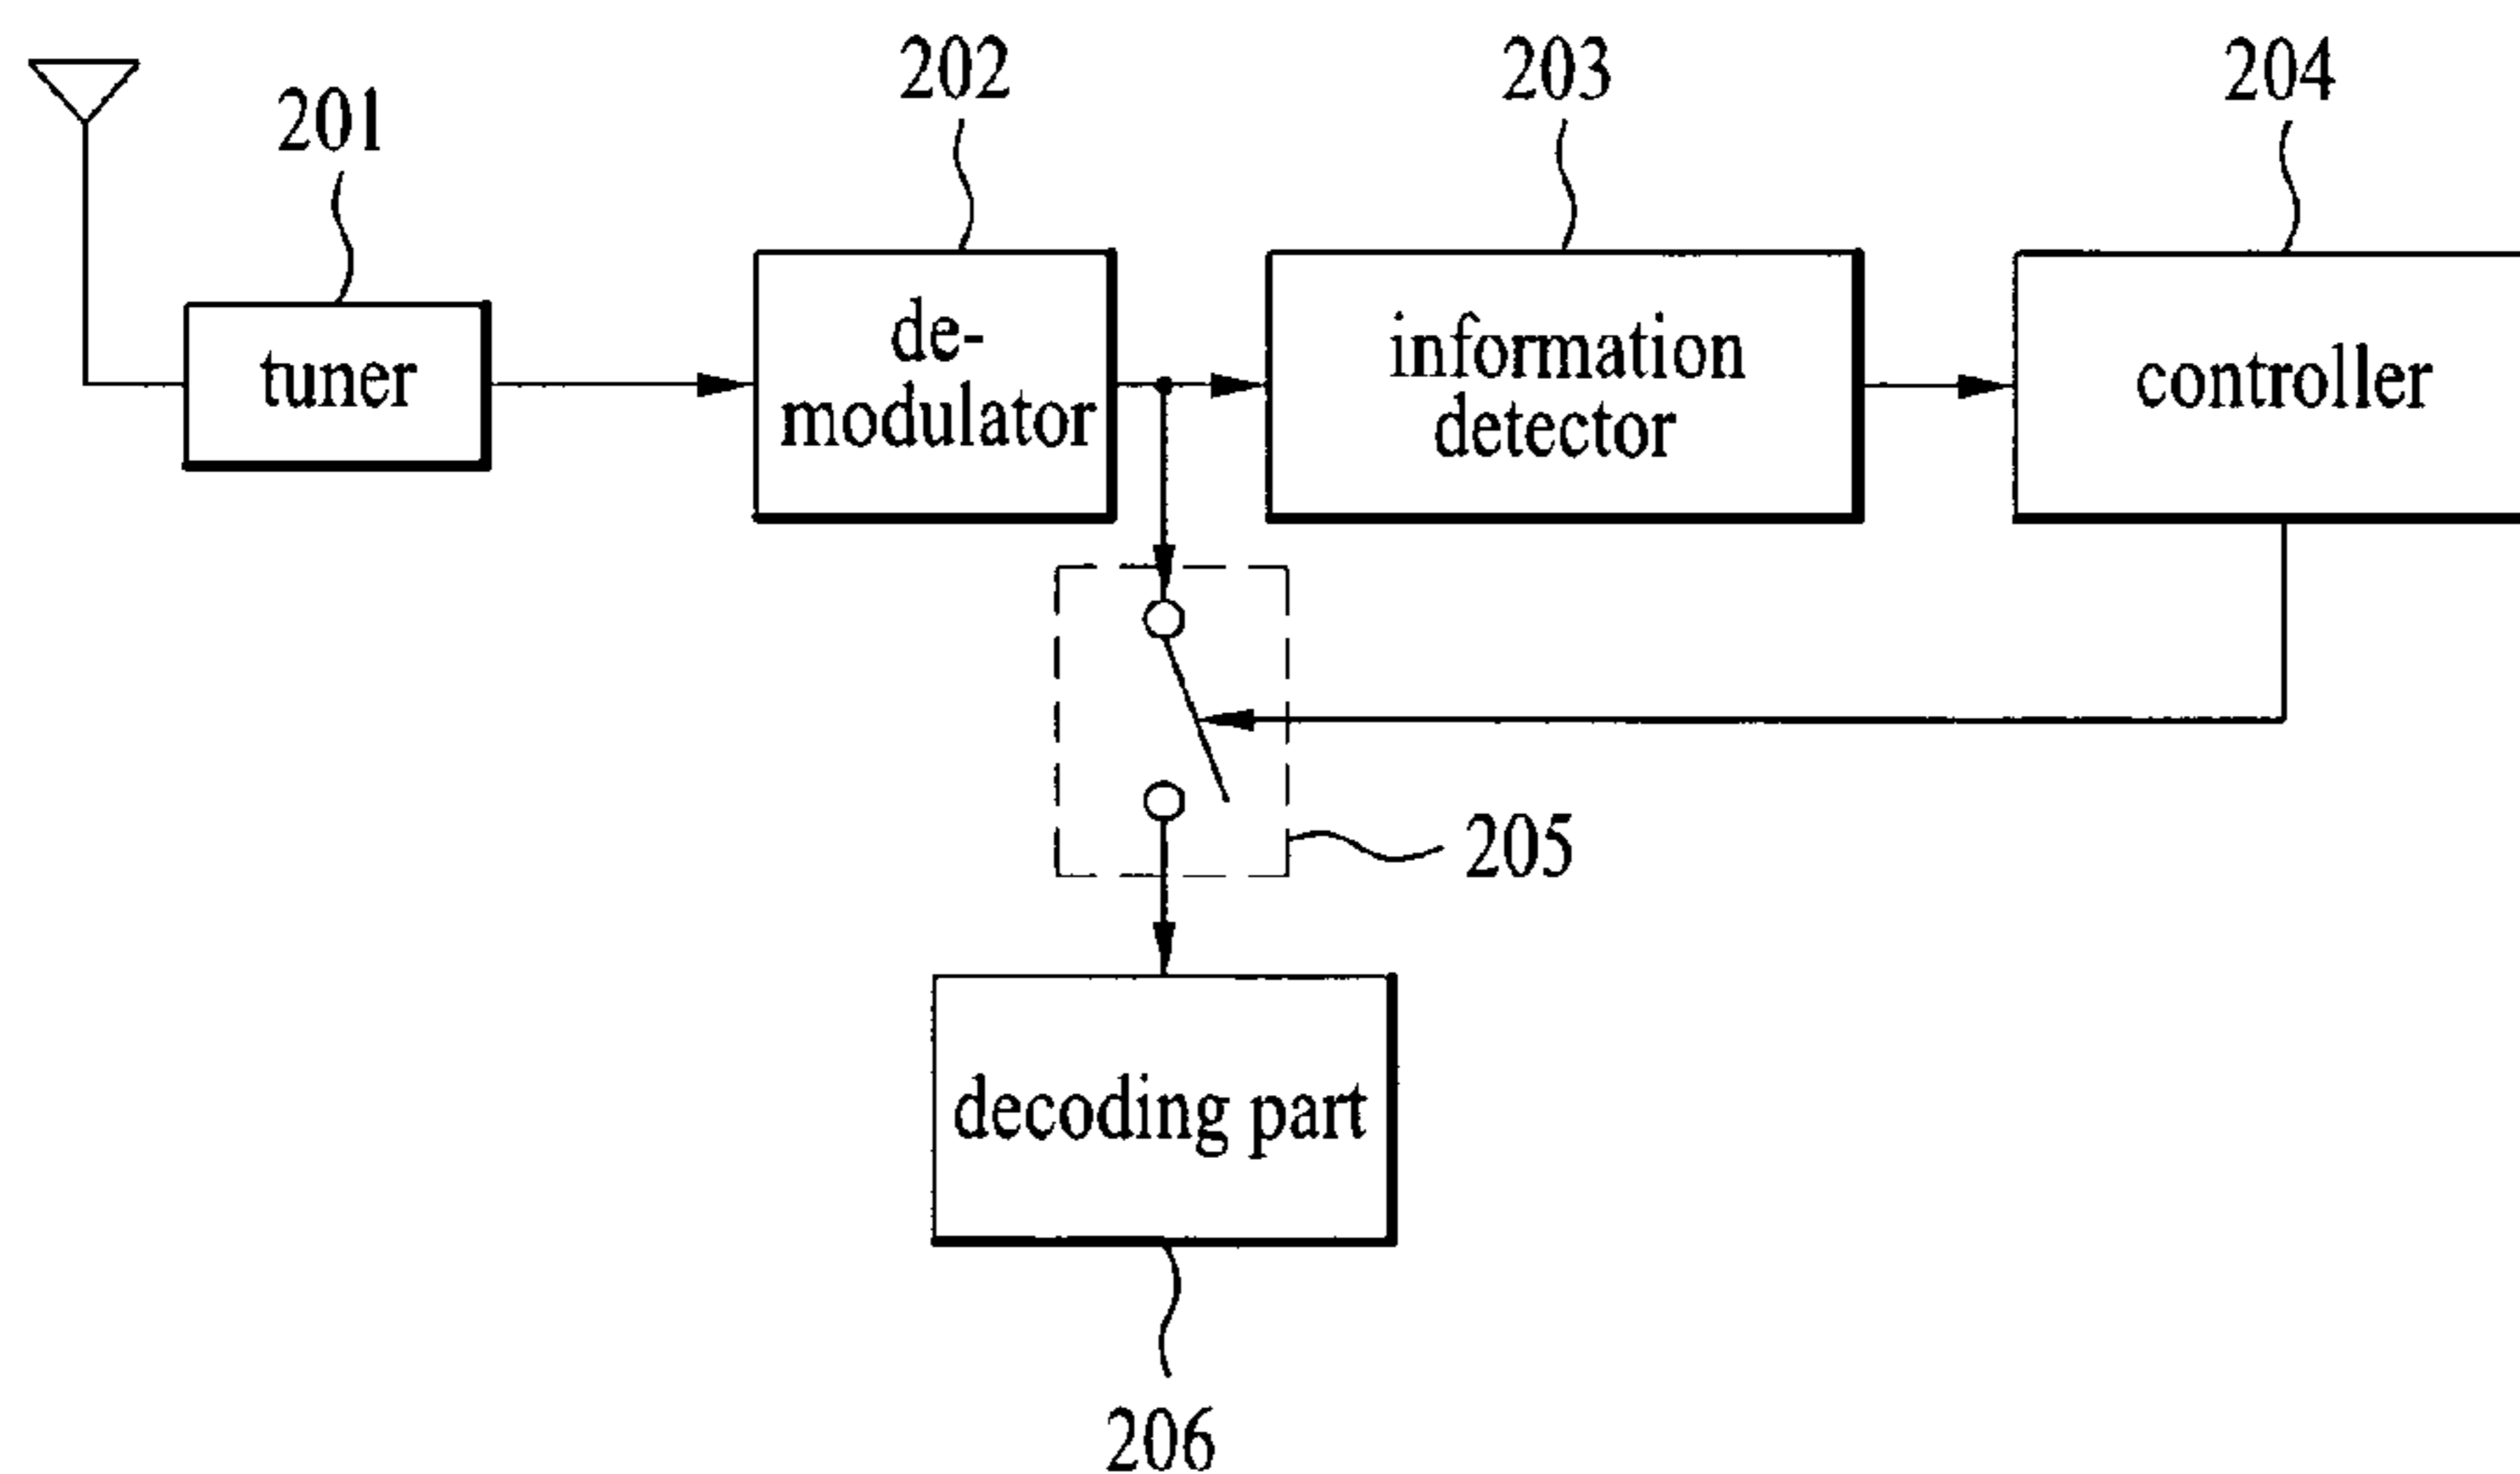 201
202
203
204
tuner
de-
modulator
information
detector
controller
205
decoding part
206